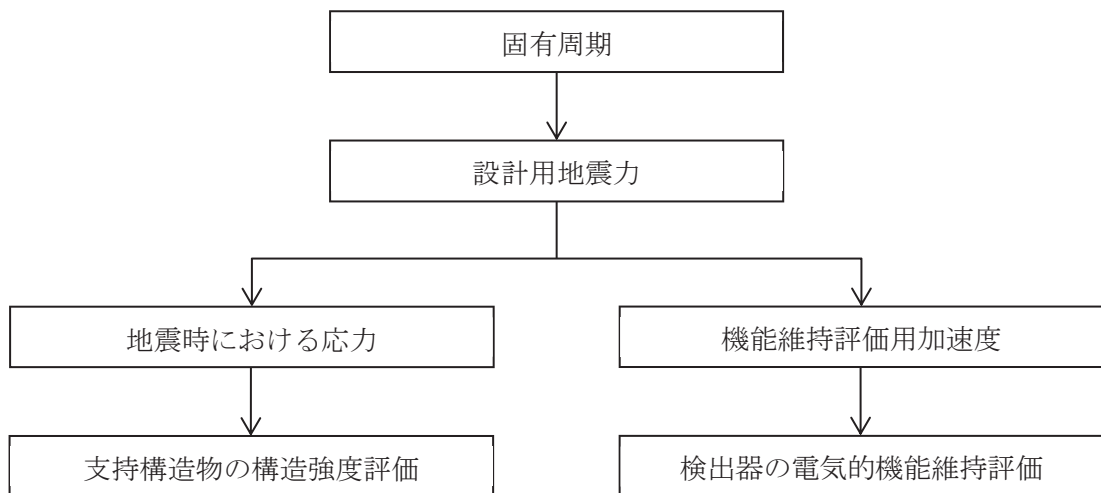 固有周期
設計用地震力
地震時における応力
機能維持評価用加速度
支持構造物の構造強度評価
検出器の電気的機能維持評価